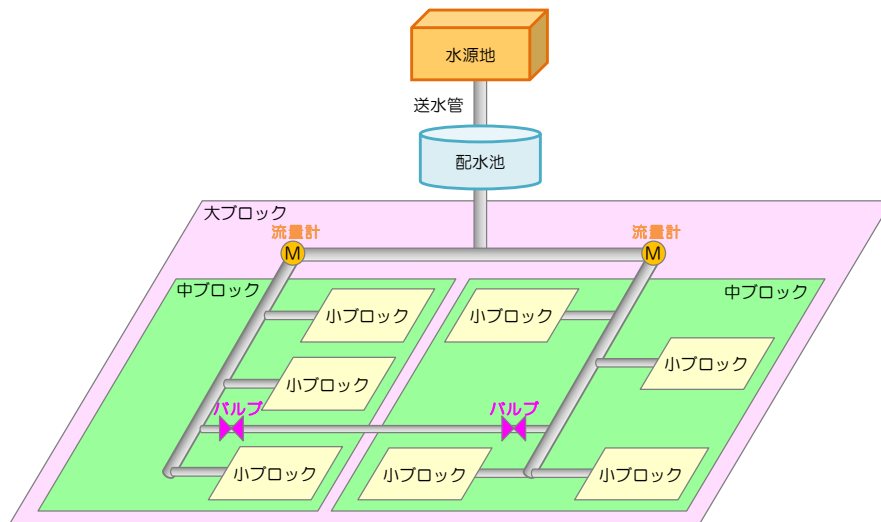 水源地
送水管
配水池
大ブロック
流量計
流量計
M
M
中ブロック
中ブロック
小ブロック
小ブロック
小ブロック
小ブロック
バルブ
バルブ
小ブロック
小ブロック
小ブロック